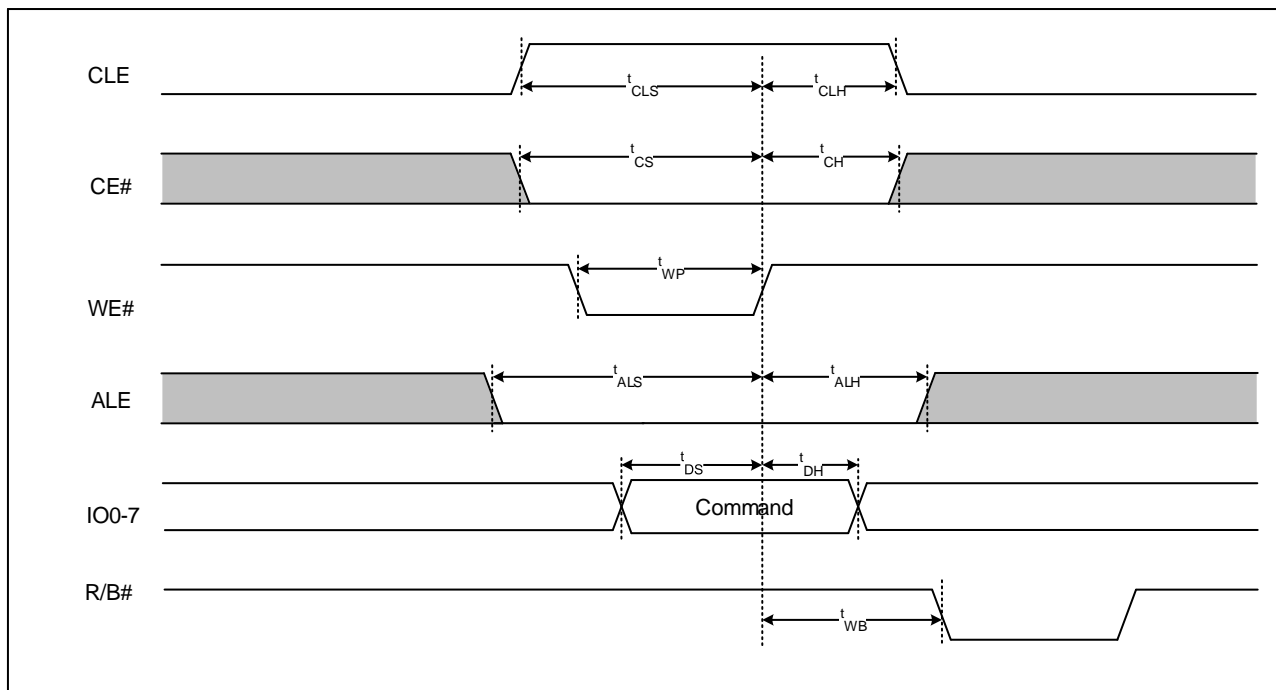 CLE
tCLS
tCLH
CE#
tCS
tCH
WE#
tWP
ALE
tALS
tALH
IO0-7
tDS
tDH
Command
R/B#
tWB